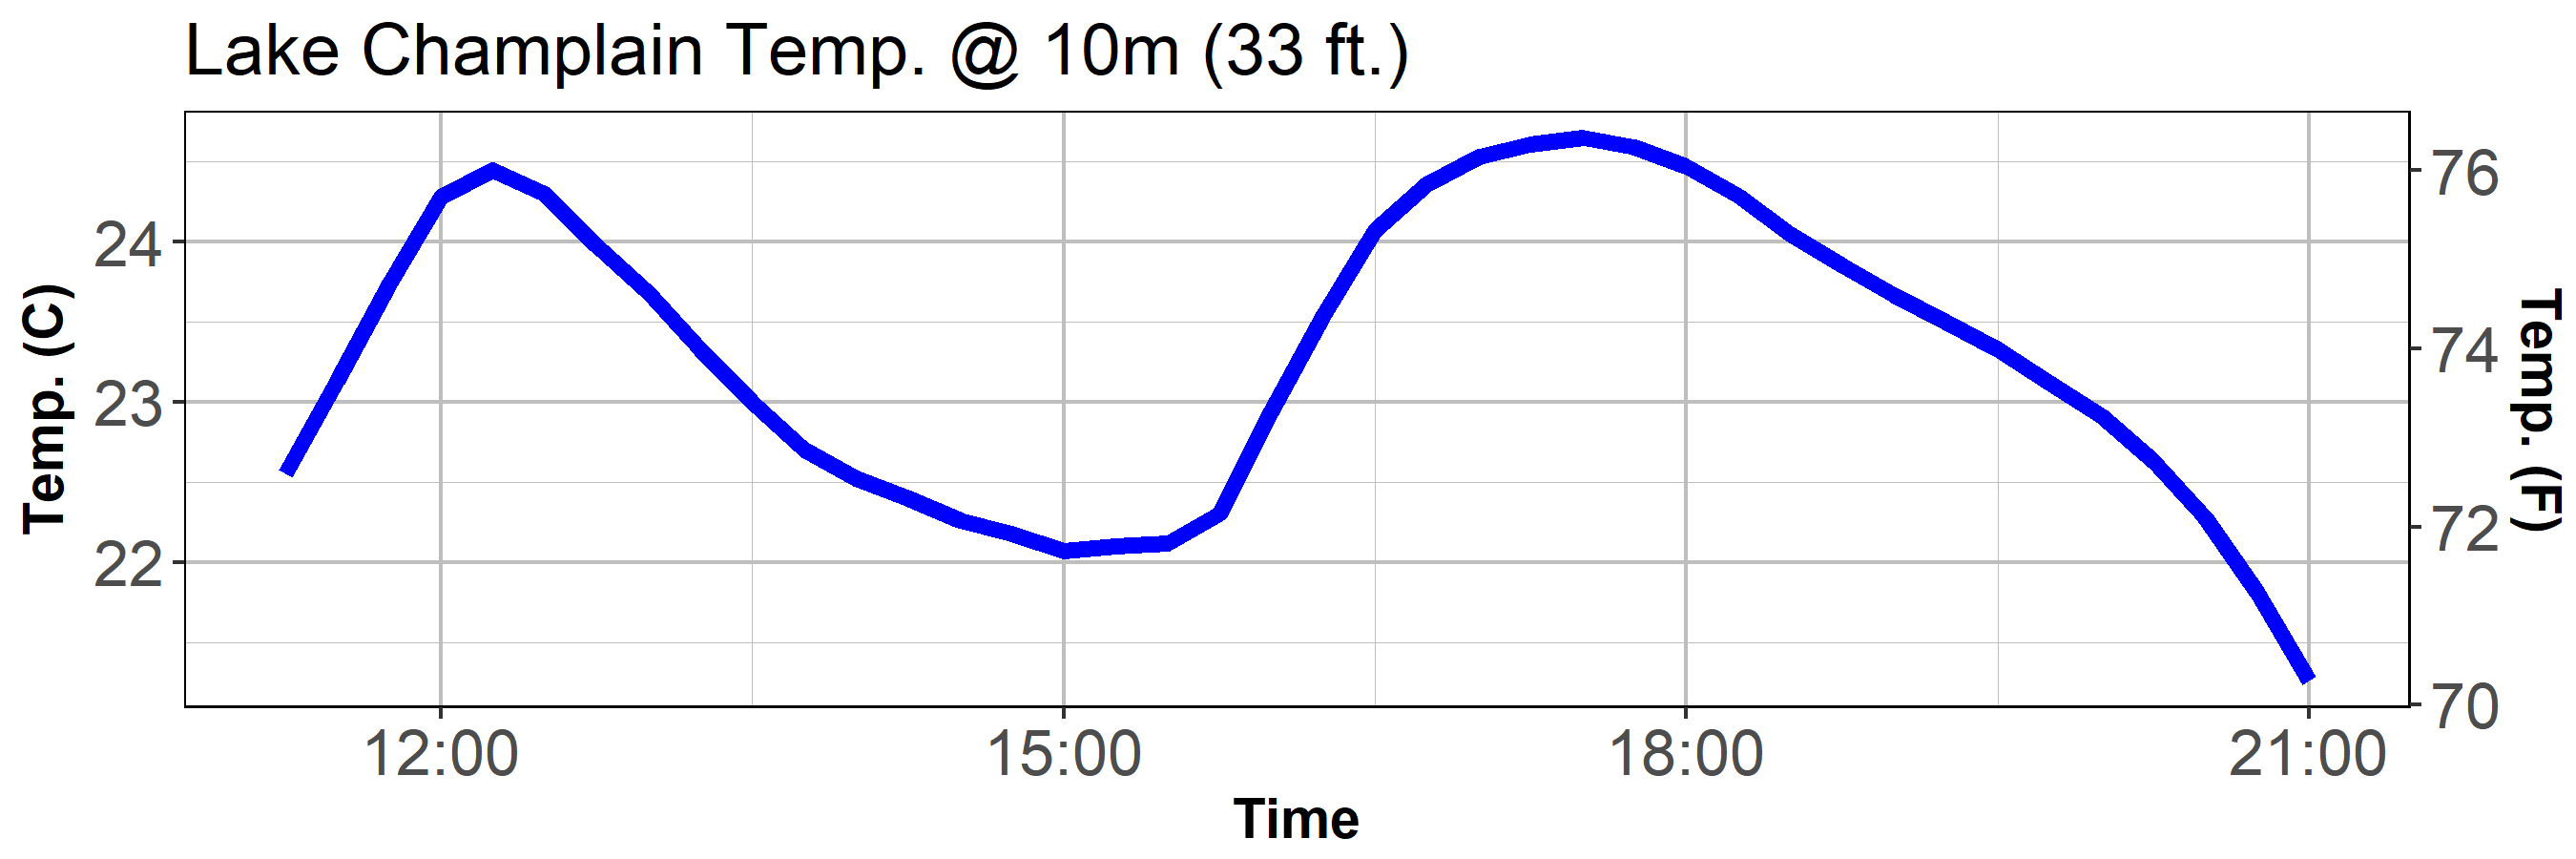 Lake Champlain Temp. @ 10m (33 ft.)
Temp. (C)
24
23
22
76
74
72
70
Temp. (F)
12:00 15:00 18:00 21:00
Time